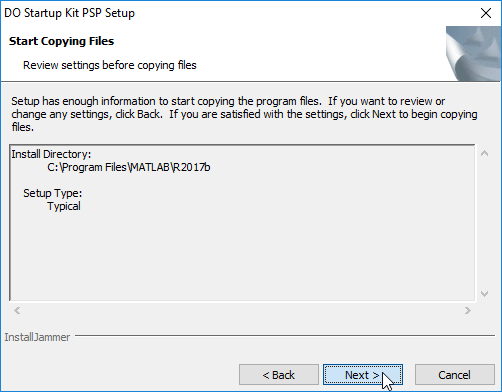 DO Startup Kit PSP Setup
Start Copying Files
Review settings before copying files
Setup has enough information to start copying the program files. If you want to review or
change any settings, click Back. If you are satisfied with the settings, click Next to begin copying
files.
Install Directory:
C:\Program Files\MATLAB\R2017b
Setup Type:
Typical
InstallJammer
< Back
Next >
Cancel